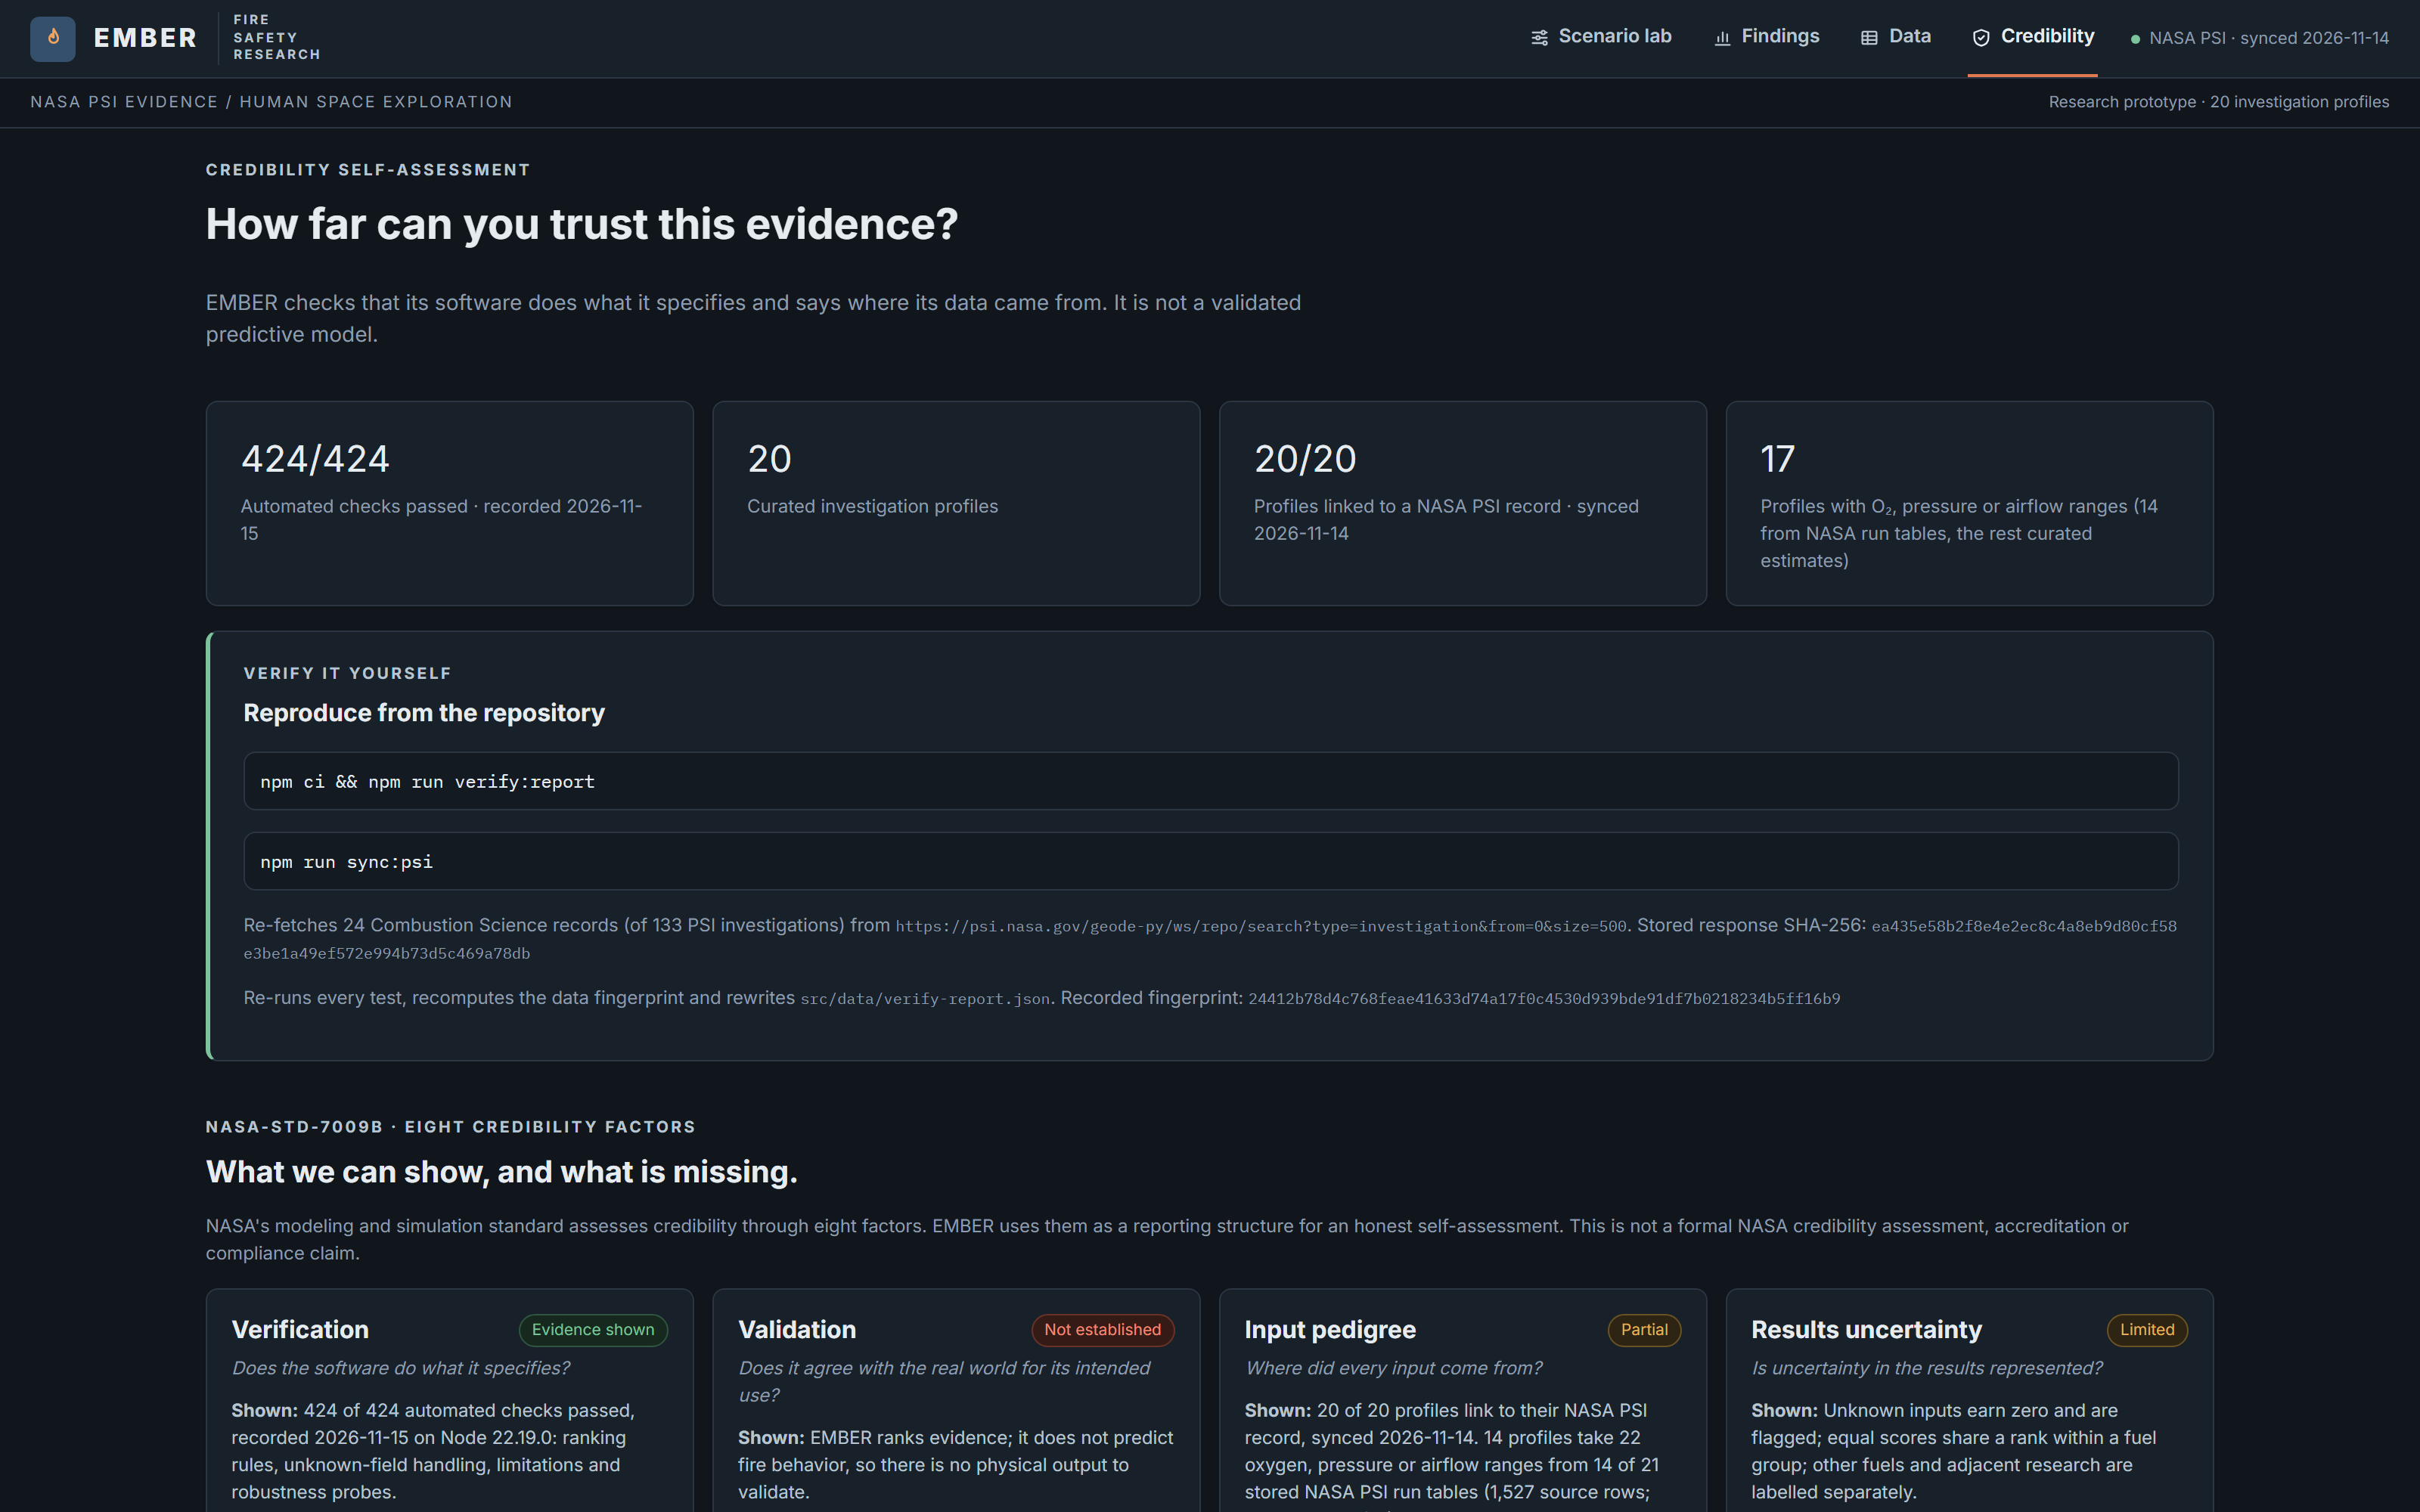 EMBER
FIRE
SAFETY
RESEARCH
Scenario lab
Findings
Data
Credibility
NASA PSI · synced 2026-11-14
NASA PSI EVIDENCE / HUMAN SPACE EXPLORATION
Research prototype · 20 investigation profiles
CREDIBILITY SELF-ASSESSMENT
How far can you trust this evidence?
EMBER checks that its software does what it specifies and says where its data came from. It is not a validated
predictive model.
424/424
Automated checks passed · recorded 2026-11-
15
20
Curated investigation profiles
20/20
Profiles linked to a NASA PSI record · synced
2026-11-14
17
Profiles with O₂, pressure or airflow ranges (14
from NASA run tables, the rest curated
estimates)
VERIFY IT YOURSELF
Reproduce from the repository
npm ci && npm run verify:report
npm run sync:psi
Re-fetches 24 Combustion Science records (of 133 PSI investigations) from https://psi.nasa.gov/geode-py/ws/repo/search?type=investigation&from=0&size=500. Stored response SHA-256: ea435e58b2f8e4e2ec8c4a8eb9d80cf58
e3be1a49ef572e994b73d5c469a78db
Re-runs every test, recomputes the data fingerprint and rewrites src/data/verify-report.json. Recorded fingerprint: 24412b78d4c768feae41633d74a17f0c4530d939bde91df7b0218234b5ff16b9
NASA-STD-7009B · EIGHT CREDIBILITY FACTORS
What we can show, and what is missing.
NASA's modeling and simulation standard assesses credibility through eight factors. EMBER uses them as a reporting structure for an honest self-assessment. This is not a formal NASA credibility assessment, accreditation or
compliance claim.
Verification
Evidence shown
Does the software do what it specifies?
Shown: 424 of 424 automated checks passed,
recorded 2026-11-15 on Node 22.19.0: ranking
rules, unknown-field handling, limitations and
robustness probes.
Validation
Not established
Does it agree with the real world for its intended
use?
Shown: EMBER ranks evidence; it does not predict
fire behavior, so there is no physical output to
validate.
Input pedigree
Partial
Where did every input come from?
Shown: 20 of 20 profiles link to their NASA PSI
record, synced 2026-11-14. 14 profiles take 22
oxygen, pressure or airflow ranges from 14 of 21
stored NASA PSI run tables (1,527 source rows;
Results uncertainty
Limited
Is uncertainty in the results represented?
Shown: Unknown inputs earn zero and are
flagged; equal scores share a rank within a fuel
group; other fuels and adjacent research are
labelled separately.